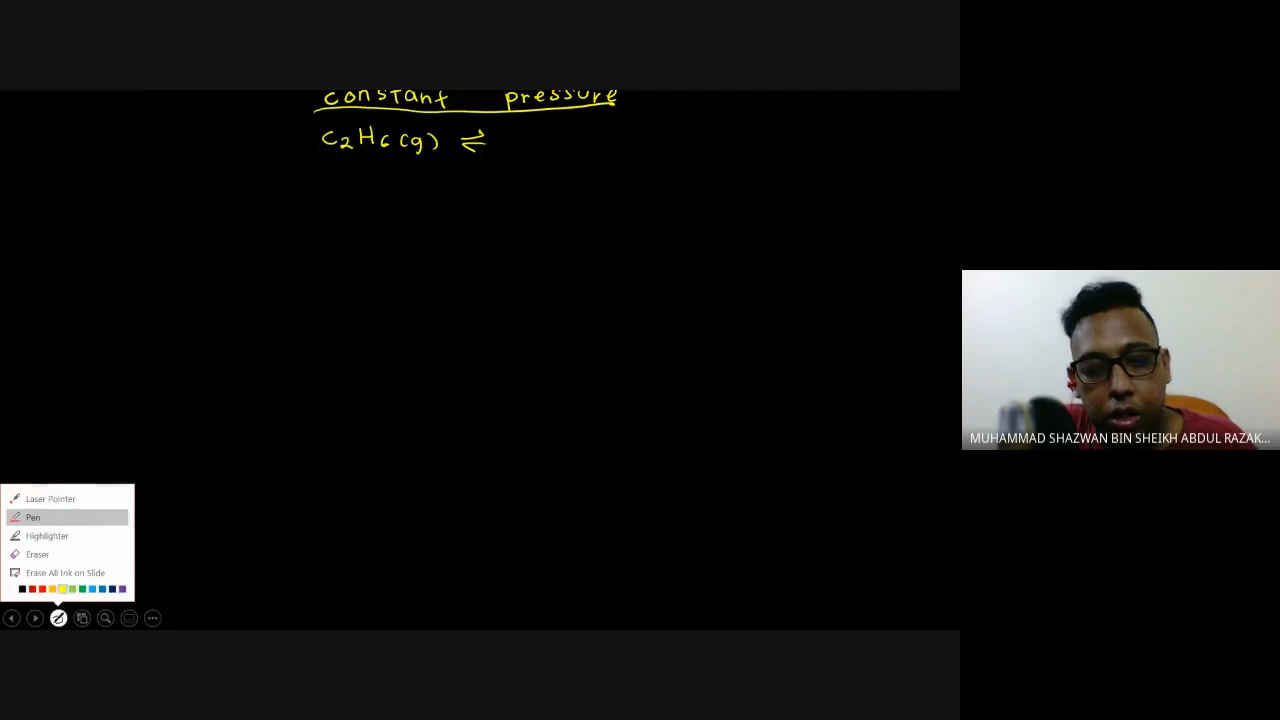 constant pressure
C₂H₆(g) ⇌
MUHAMMAD SHAZWAN BIN SHEIKH ABDUL RAZAK...
Laser Pointer
Pen
Highlighter
Eraser
Erase All Ink on Slide